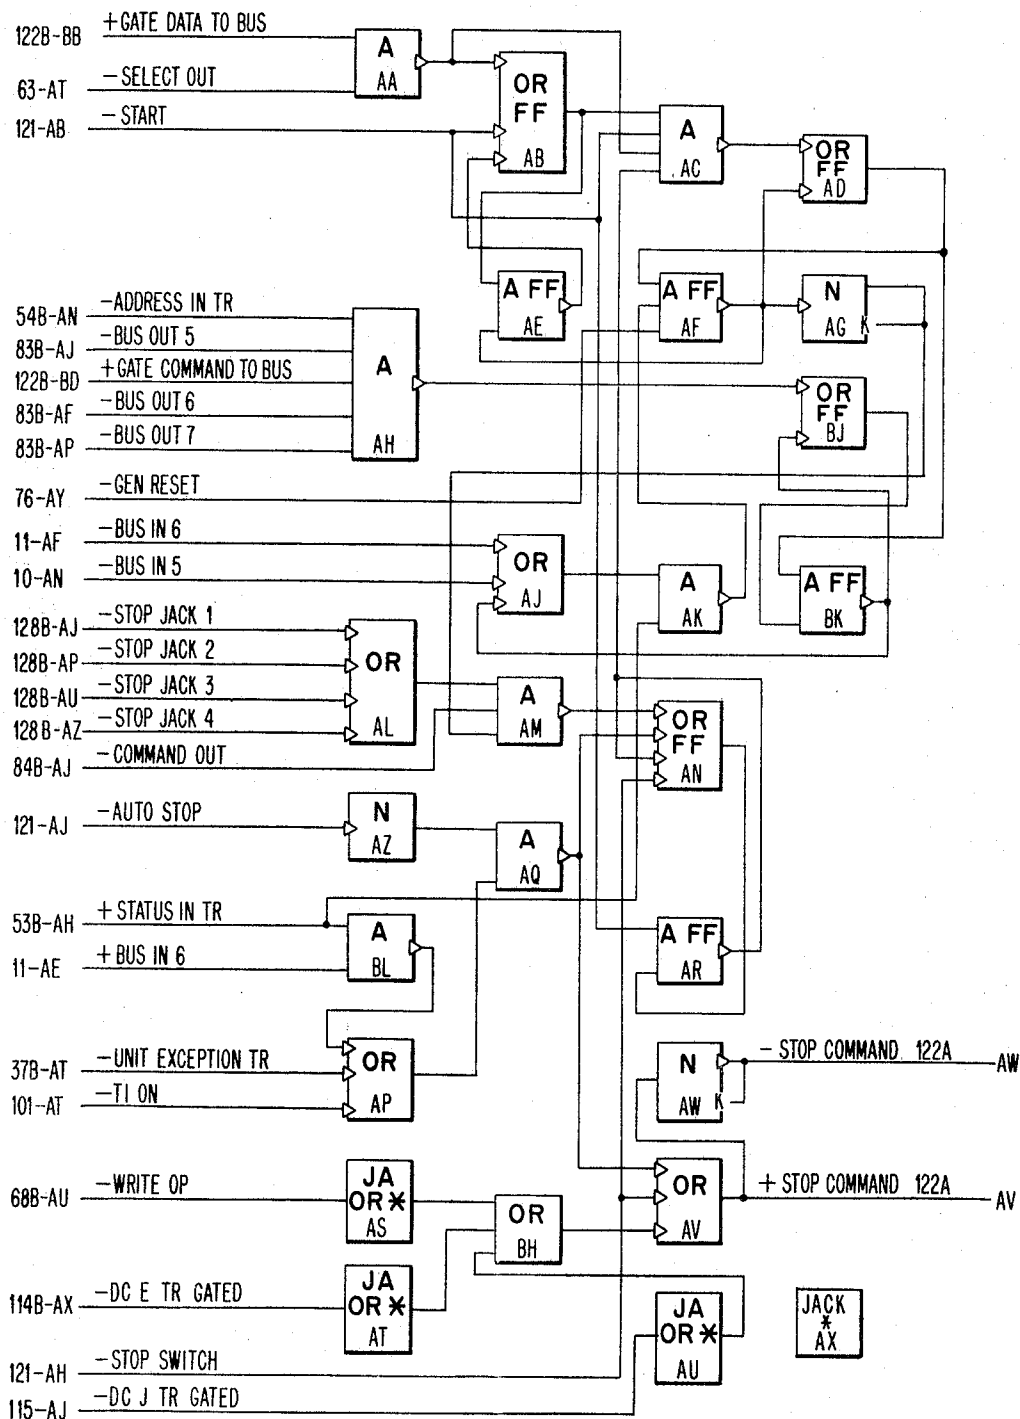 122B-BB +GATE DATA TO BUS
63-AT -SELECT OUT
121-AB -START
A
AA
OR
FF
AB
A
AC
OR
FF
AD
54B-AN -ADDRESS IN TR
83B-AJ -BUS OUT 5
122B-BD +GATE COMMAND TO BUS
83B-AF -BUS OUT 6
83B-AP -BUS OUT 7
A
AH
A FF
AE
A FF
AF
N
AG K
OR
FF
BJ
76-AY -GEN RESET
11-AF -BUS IN 6
10-AN -BUS IN 5
OR
AJ
A
AK
A FF
BK
128B-AJ -STOP JACK 1
128B-AP -STOP JACK 2
128B-AU -STOP JACK 3
128B-AZ -STOP JACK 4
84B-AJ -COMMAND OUT
OR
AL
A
AM
OR
FF
AN
121-AJ -AUTO STOP
N
AZ
A
AQ
53B-AH +STATUS IN TR
11-AE +BUS IN 6
A
BL
A FF
AR
37B-AT -UNIT EXCEPTION TR
101-AT -TI ON
OR
AP
N
AW K
- STOP COMMAND 122A AW
68B-AU -WRITE OP
JA
OR *
AS
OR
BH
OR
AV
+ STOP COMMAND 122A AV
114B-AX -DC E TR GATED
JA
OR *
AT
JA
OR *
AU
JACK
*
AX
121-AH -STOP SWITCH
115-AJ -DC J TR GATED